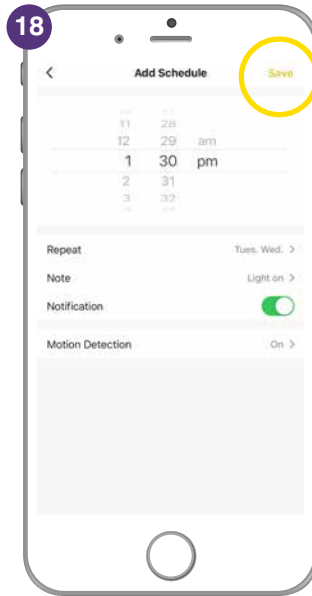 18
Add Schedule Save
11 28
12 29 am
1 30 pm
2 31
3 32
Repeat Tues. Wed. >
Note Light on >
Notification
Motion Detection On >